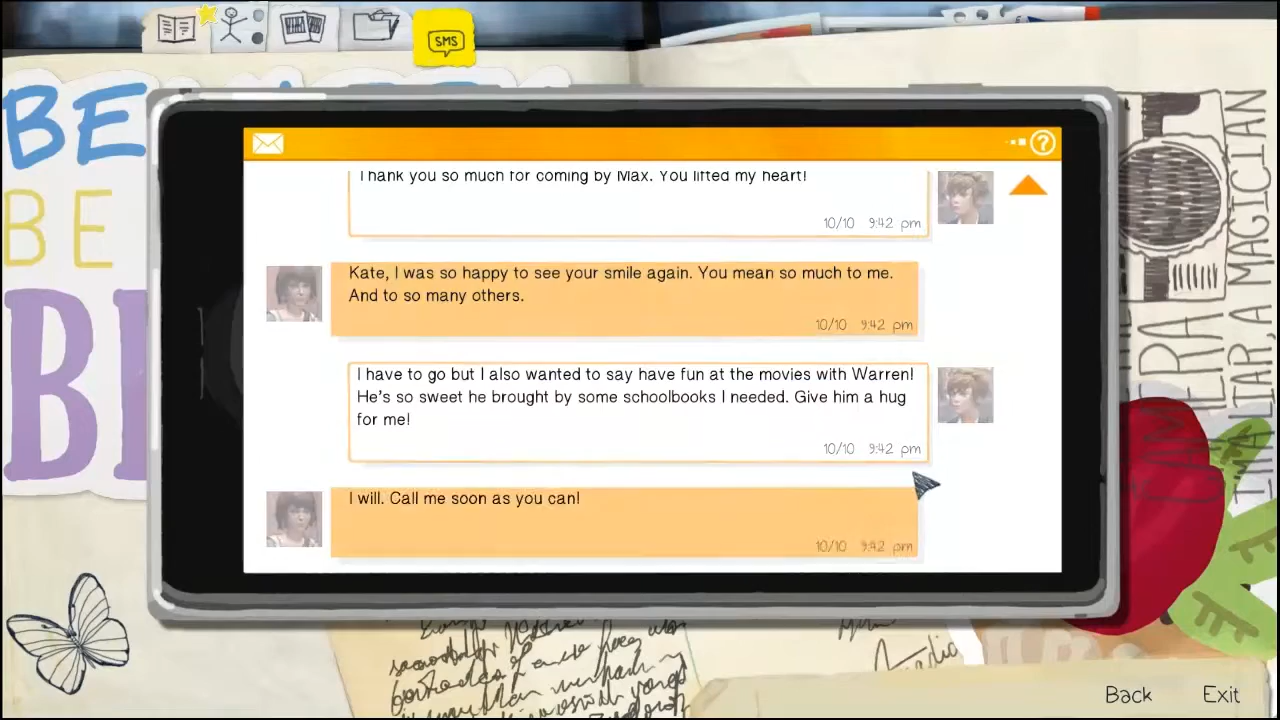 SMS
BE
BE
BE
Thank you so much for coming by Max. You lifted my heart!
10/10 9:42 pm
Kate, I was so happy to see your smile again. You mean so much to me.
And to so many others.
10/10 9:42 pm
I have to go but I also wanted to say have fun at the movies with Warren!
He's so sweet he brought by some schoolbooks I needed. Give him a hug
for me!
10/10 9:42 pm
I will. Call me soon as you can!
10/10 9:42 pm
CAMERA
LIAR, A MAGICIAN
Back Exit